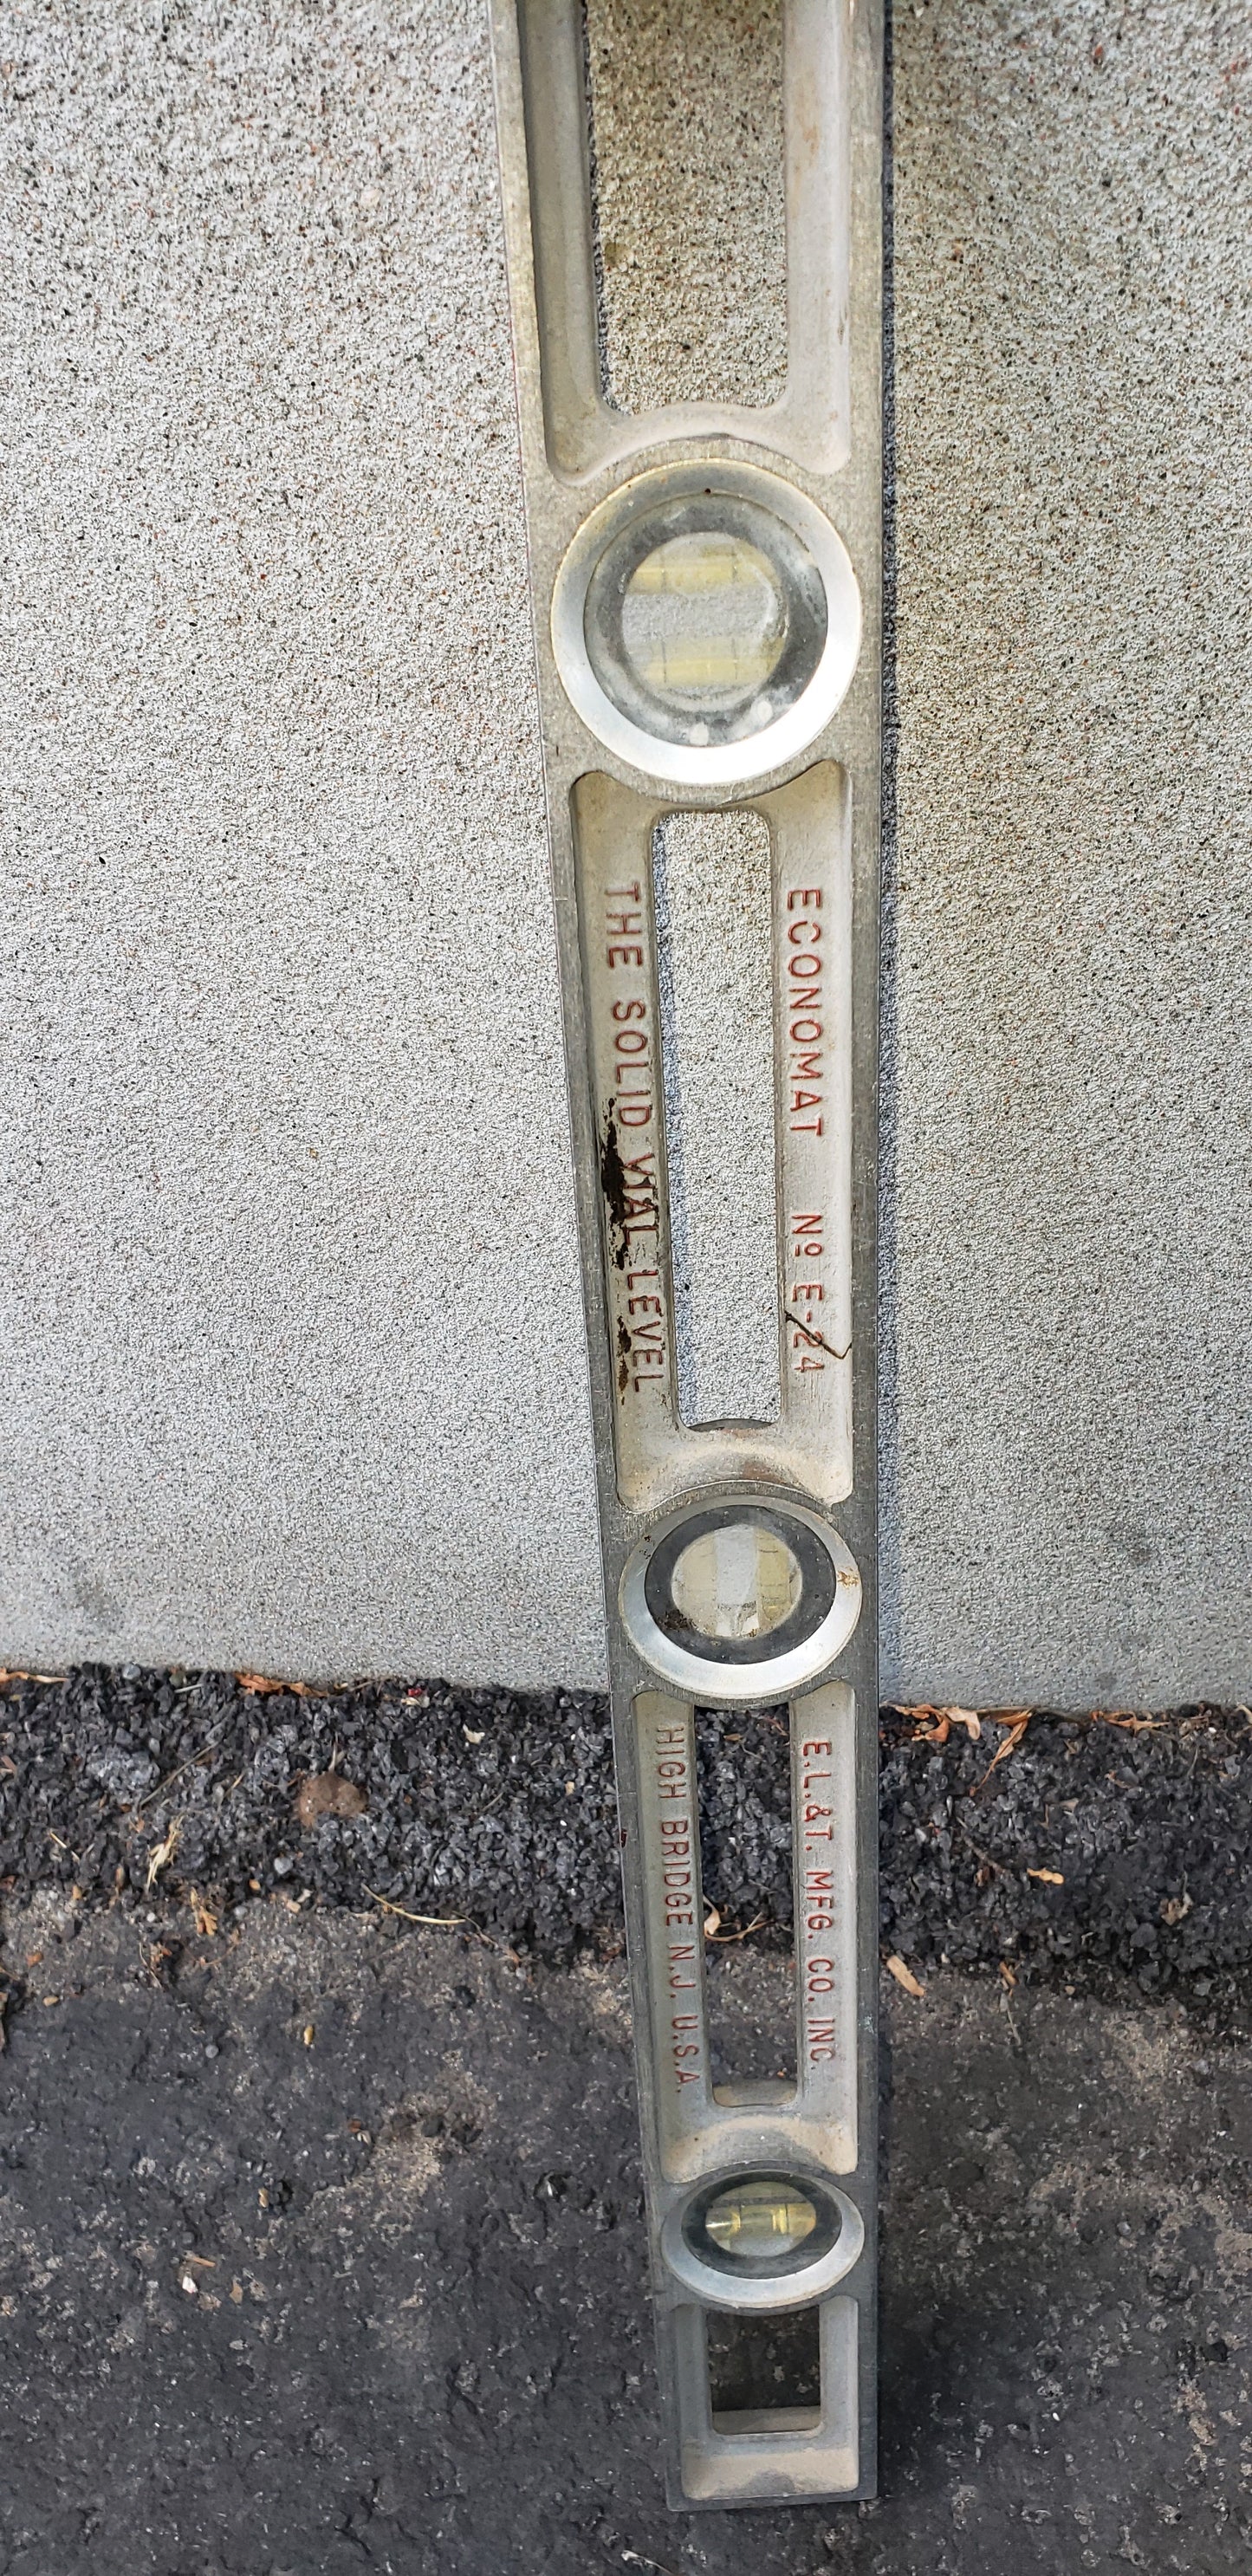 ECONOMAT Nº E-24
THE SOLID VIAL LEVEL
E.L.&T. MFG. CO. INC.
HIGH BRIDGE N.J. U.S.A.